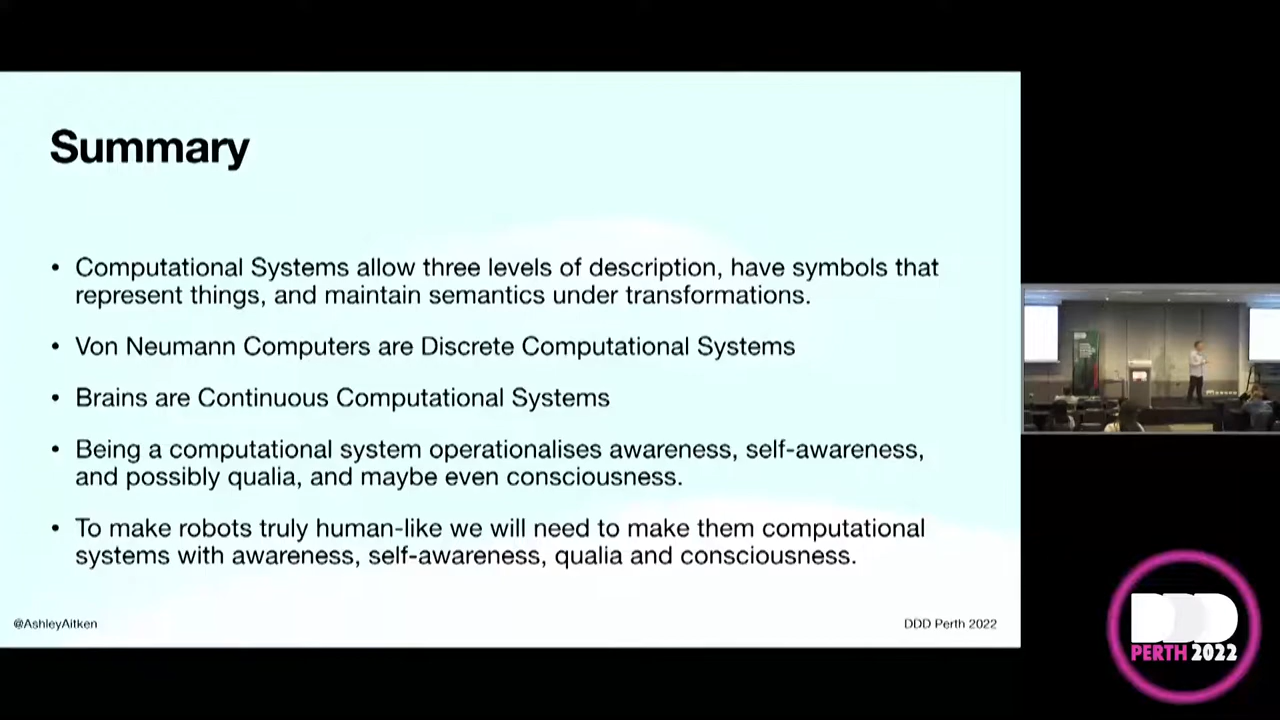 Summary
• Computational Systems allow three levels of description, have symbols that
represent things, and maintain semantics under transformations.
• Von Neumann Computers are Discrete Computational Systems
• Brains are Continuous Computational Systems
• Being a computational system operationalises awareness, self-awareness,
and possibly qualia, and maybe even consciousness.
• To make robots truly human-like we will need to make them computational
systems with awareness, self-awareness, qualia and consciousness.
@AshleyAitken
DDD Perth 2022
DDD
PERTH 2022